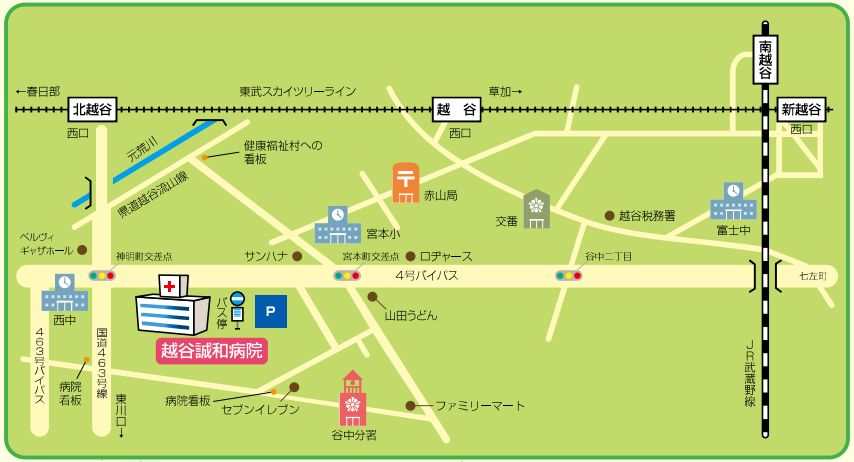 南越谷
←春日部
東武スカイツリーライン
草加→
北越谷
越 谷
新越谷
西口
西口
西口
元荒川
健康福祉村への
看板
県道越谷流山線
赤山局
交番
越谷税務署
富士中
宮本小
ベルヴィ
ギャザホール
神明町交差点
サンハナ
宮本町交差点
ロヂャース
谷中二丁目
4号バイパス
七左町
西中
バス停
P
山田うどん
越谷誠和病院
463号バイパス
国道463号線
JR武蔵野線
病院
看板
東川口→
病院看板
セブンイレブン
ファミリーマート
谷中分署